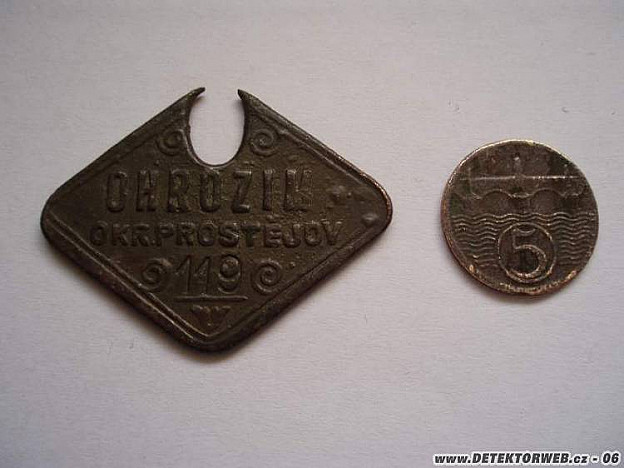 OHROZIM
OKR.PROSTĚJOV
119
5
www.DETEKTORWEB.cz - 06